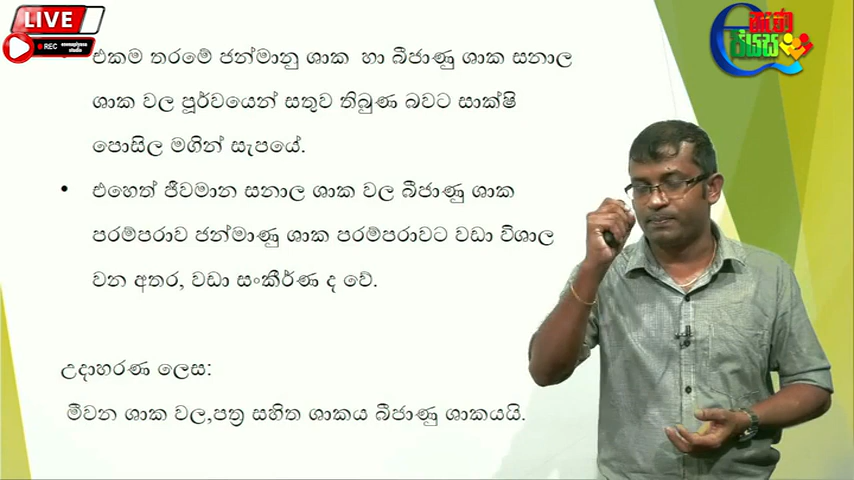 LIVE
REC
තැණ
පියස
එකම තරමේ ජන්මානු ශාක හා බීජාණු ශාක සනාල
ශාක වල පූර්වයෙන් සතුව තිබුණ බවට සාක්ෂි
පොසිල මගින් සැපයේ.
• එහෙත් ජීවමාන සනාල ශාක වල බීජාණු ශාක
පරම්පරාව ජන්මාණු ශාක පරම්පරාවට වඩා විශාල
වන අතර, වඩා සංකීර්ණ ද වේ.
උදාහරණ ලෙස:
මීවන ශාක වල,පත්‍ර සහිත ශාකය බීජාණු ශාකයයි.